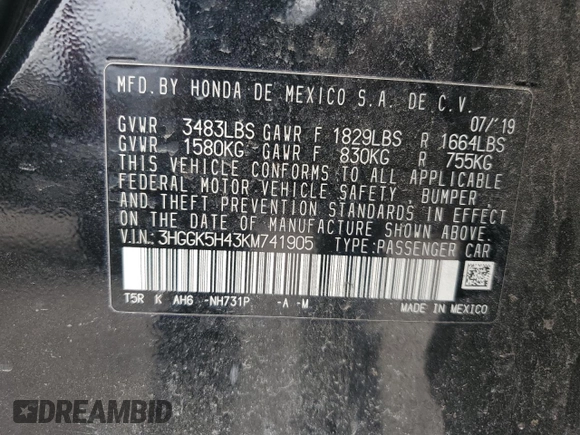 MFD. BY HONDA DE MEXICO S.A. DE C.V.
07/'19
GVWR 3483LBS GAWR F 1829LBS R 1664LBS
GVWR 1580KG GAWR F 830KG R 755KG
THIS VEHICLE CONFORMS TO ALL APPLICABLE
FEDERAL MOTOR VEHICLE SAFETY, BUMPER,
AND THEFT PREVENTION STANDARDS IN EFFECT
ON THE DATE OF MANUFACTURE SHOWN ABOVE.
V.I.N.: 3HGGK5H43KM741905 TYPE: PASSENGER CAR
T5R K AH6 -NH731P -A -M
MADE IN MEXICO
DREAMBID